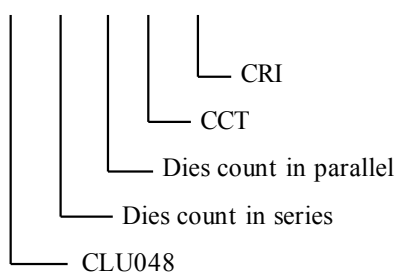 CRI
CCT
Dies count in parallel
Dies count in series
CLU048